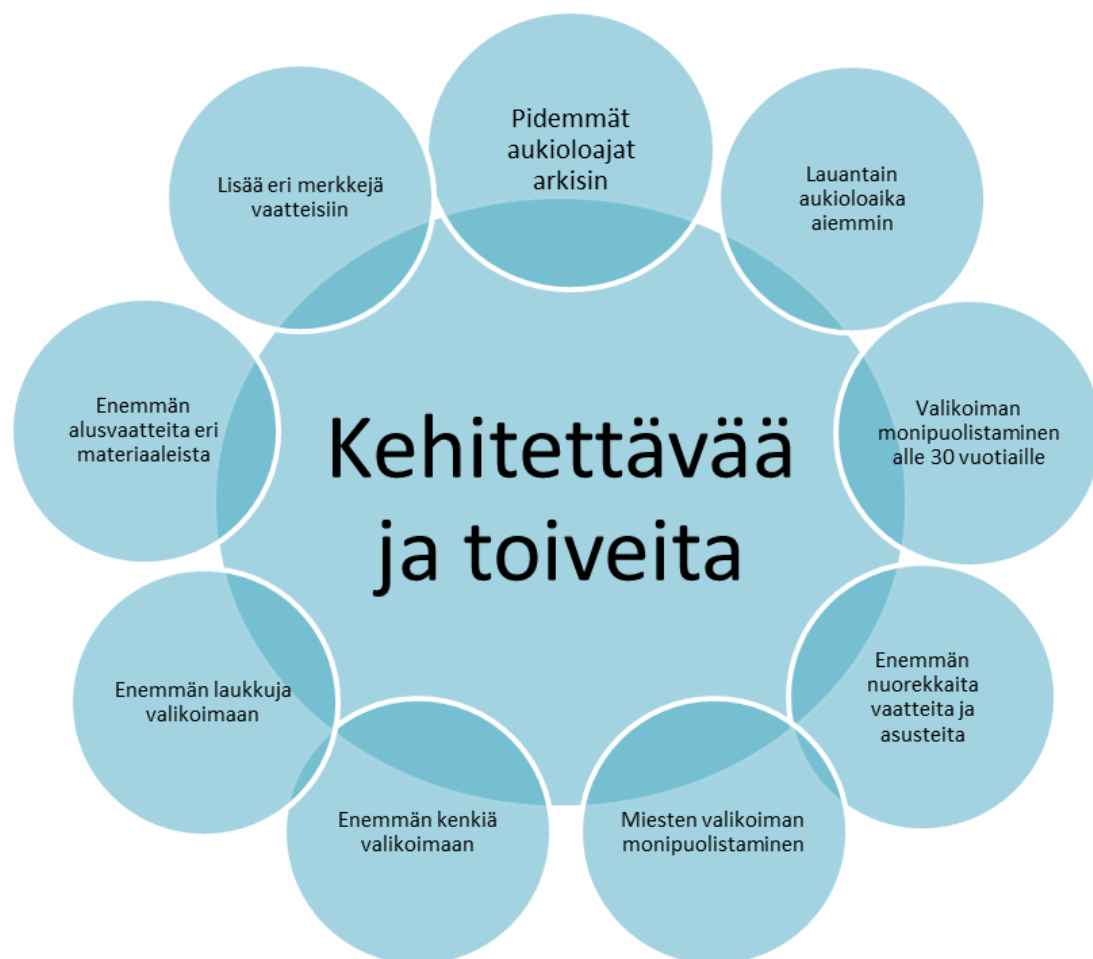 Kehitettävää
ja toiveita
Pidemmät
aukioloajat
arkisin
Lauantain
aukioloaika
aiemmin
Valikoiman
monipuolistaminen
alle 30 vuotiaille
Enemmän
nuorekkaita
vaatteita ja
asusteita
Miesten valikoiman
monipuolistaminen
Enemmän kenkiä
valikoimaan
Enemmän laukkuja
valikoimaan
Enemmän
alusvaatteita eri
materiaaleista
Lisää eri merkkejä
vaatteisiin